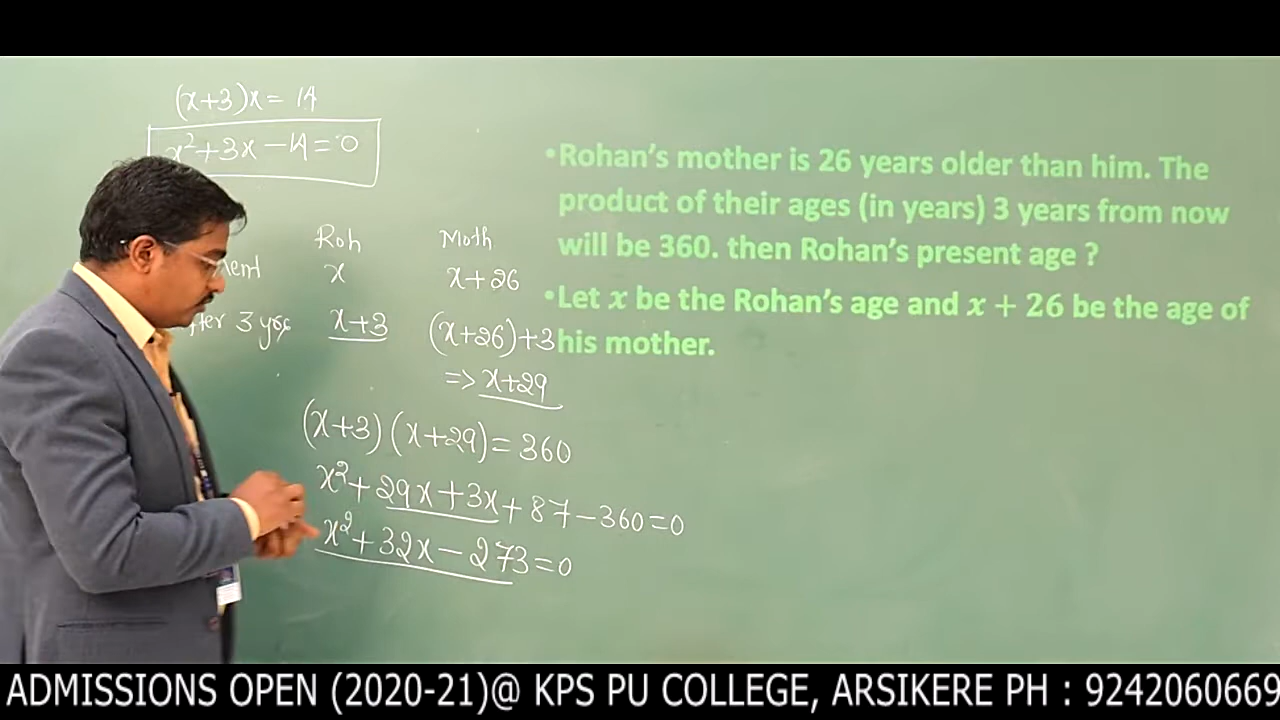 (x+3)x = 14
x²+3x-14=0
•Rohan's mother is 26 years older than him. The
product of their ages (in years) 3 years from now
will be 360. then Rohan's present age ?
•Let x be the Rohan's age and x + 26 be the age of
his mother.
Roh Moth
x x+26
3 yrs x+3 (x+26)+3
=> x+29
(x+3) (x+29) = 360
x²+29x+3x+87-360=0
x²+32x-273=0
ADMISSIONS OPEN (2020-21)@ KPS PU COLLEGE, ARSIKERE PH : 9242060669